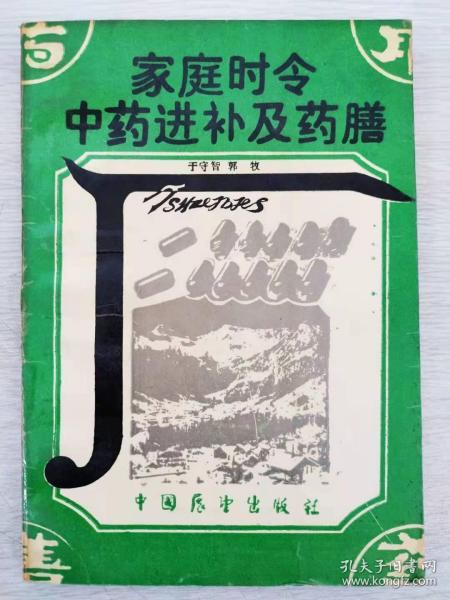 家庭时令
中药进补及药膳
于守智 郭 牧
中國展望出版社
孔夫子旧书网
www.kongfz.com